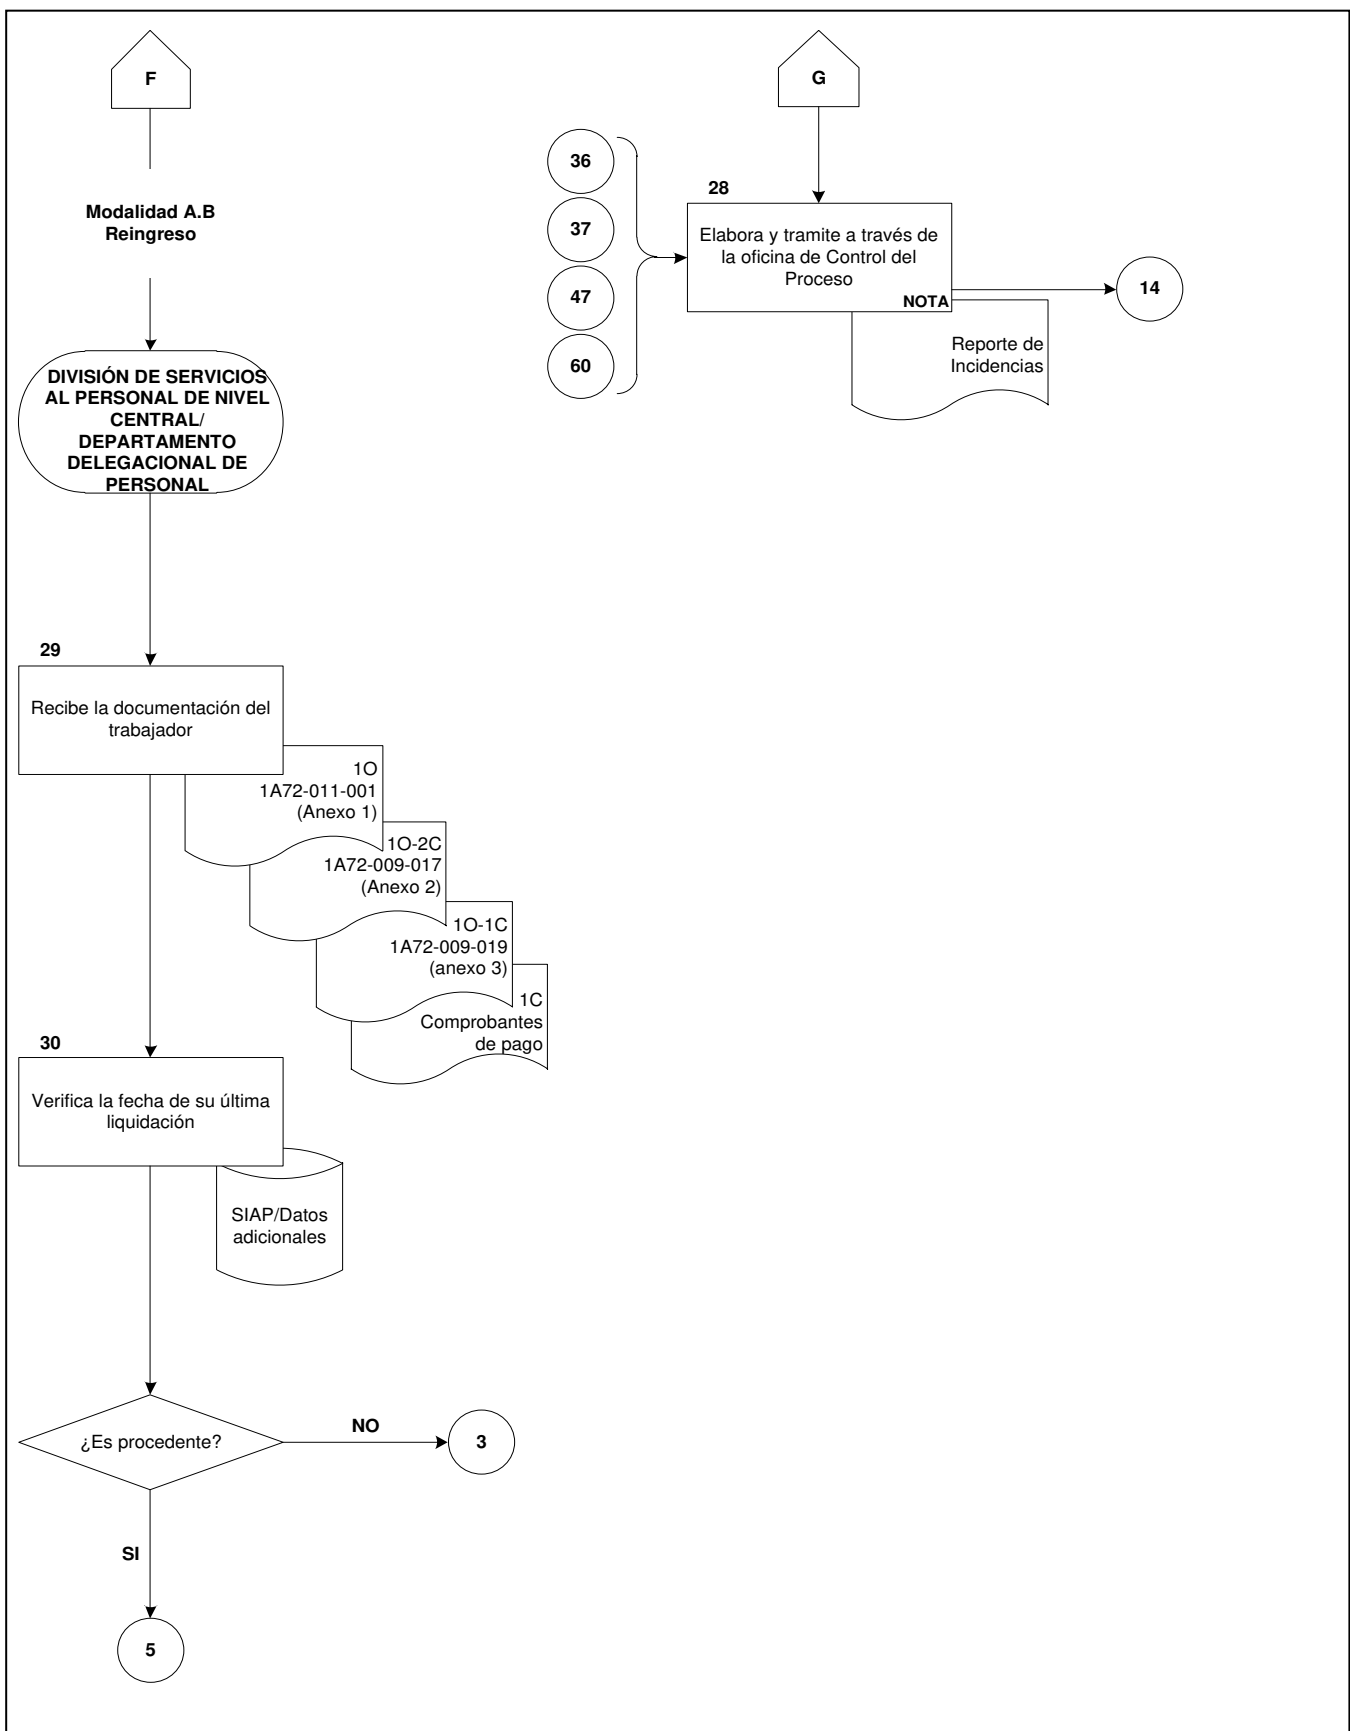 F
Modalidad A.B
Reingreso
DIVISIÓN DE SERVICIOS
AL PERSONAL DE NIVEL
CENTRAL/
DEPARTAMENTO
DELEGACIONAL DE
PERSONAL
29
Recibe la documentación del
trabajador
1O
1A72-011-001
(Anexo 1)
1O-2C
1A72-009-017
(Anexo 2)
1O-1C
1A72-009-019
(anexo 3)
1C
Comprobantes
de pago
30
Verifica la fecha de su última
liquidación
SIAP/Datos
adicionales
¿Es procedente?
NO
3
SI
5
G
36
37
47
60
28
Elabora y tramite a través de
la oficina de Control del
Proceso
NOTA
14
Reporte de
Incidencias